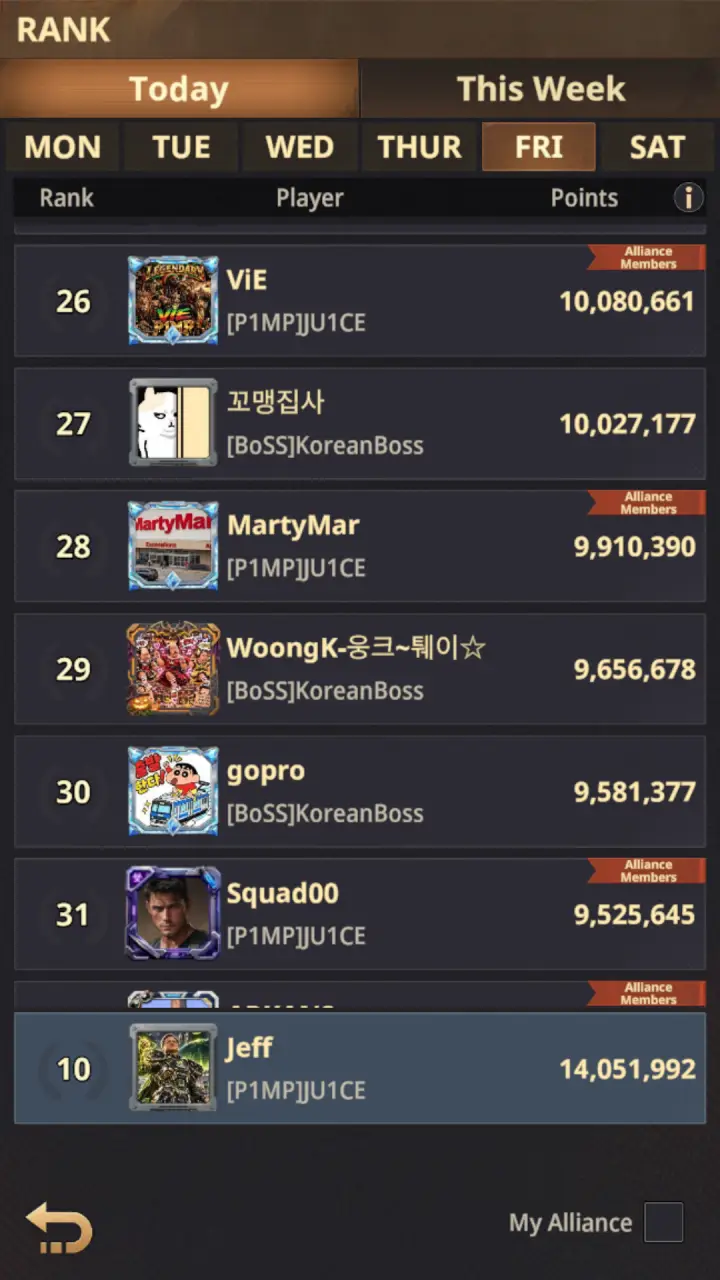 RANK
Today
This Week
MON TUE WED THUR FRI SAT
Rank Player Points i
Alliance
Members
26
LEGENDARY
ViE
ViE
[P1MP]JU1CE
10,080,661
27
꼬맹집사
[BoSS]KoreanBoss
10,027,177
Alliance
Members
28
MartyMar
MartyMar
[P1MP]JU1CE
9,910,390
29
WoongK-웅크~퉤이☆
[BoSS]KoreanBoss
9,656,678
30
gopro
[BoSS]KoreanBoss
9,581,377
Alliance
Members
31
Squad00
[P1MP]JU1CE
9,525,645
Alliance
Members
10
Jeff
[P1MP]JU1CE
14,051,992
My Alliance